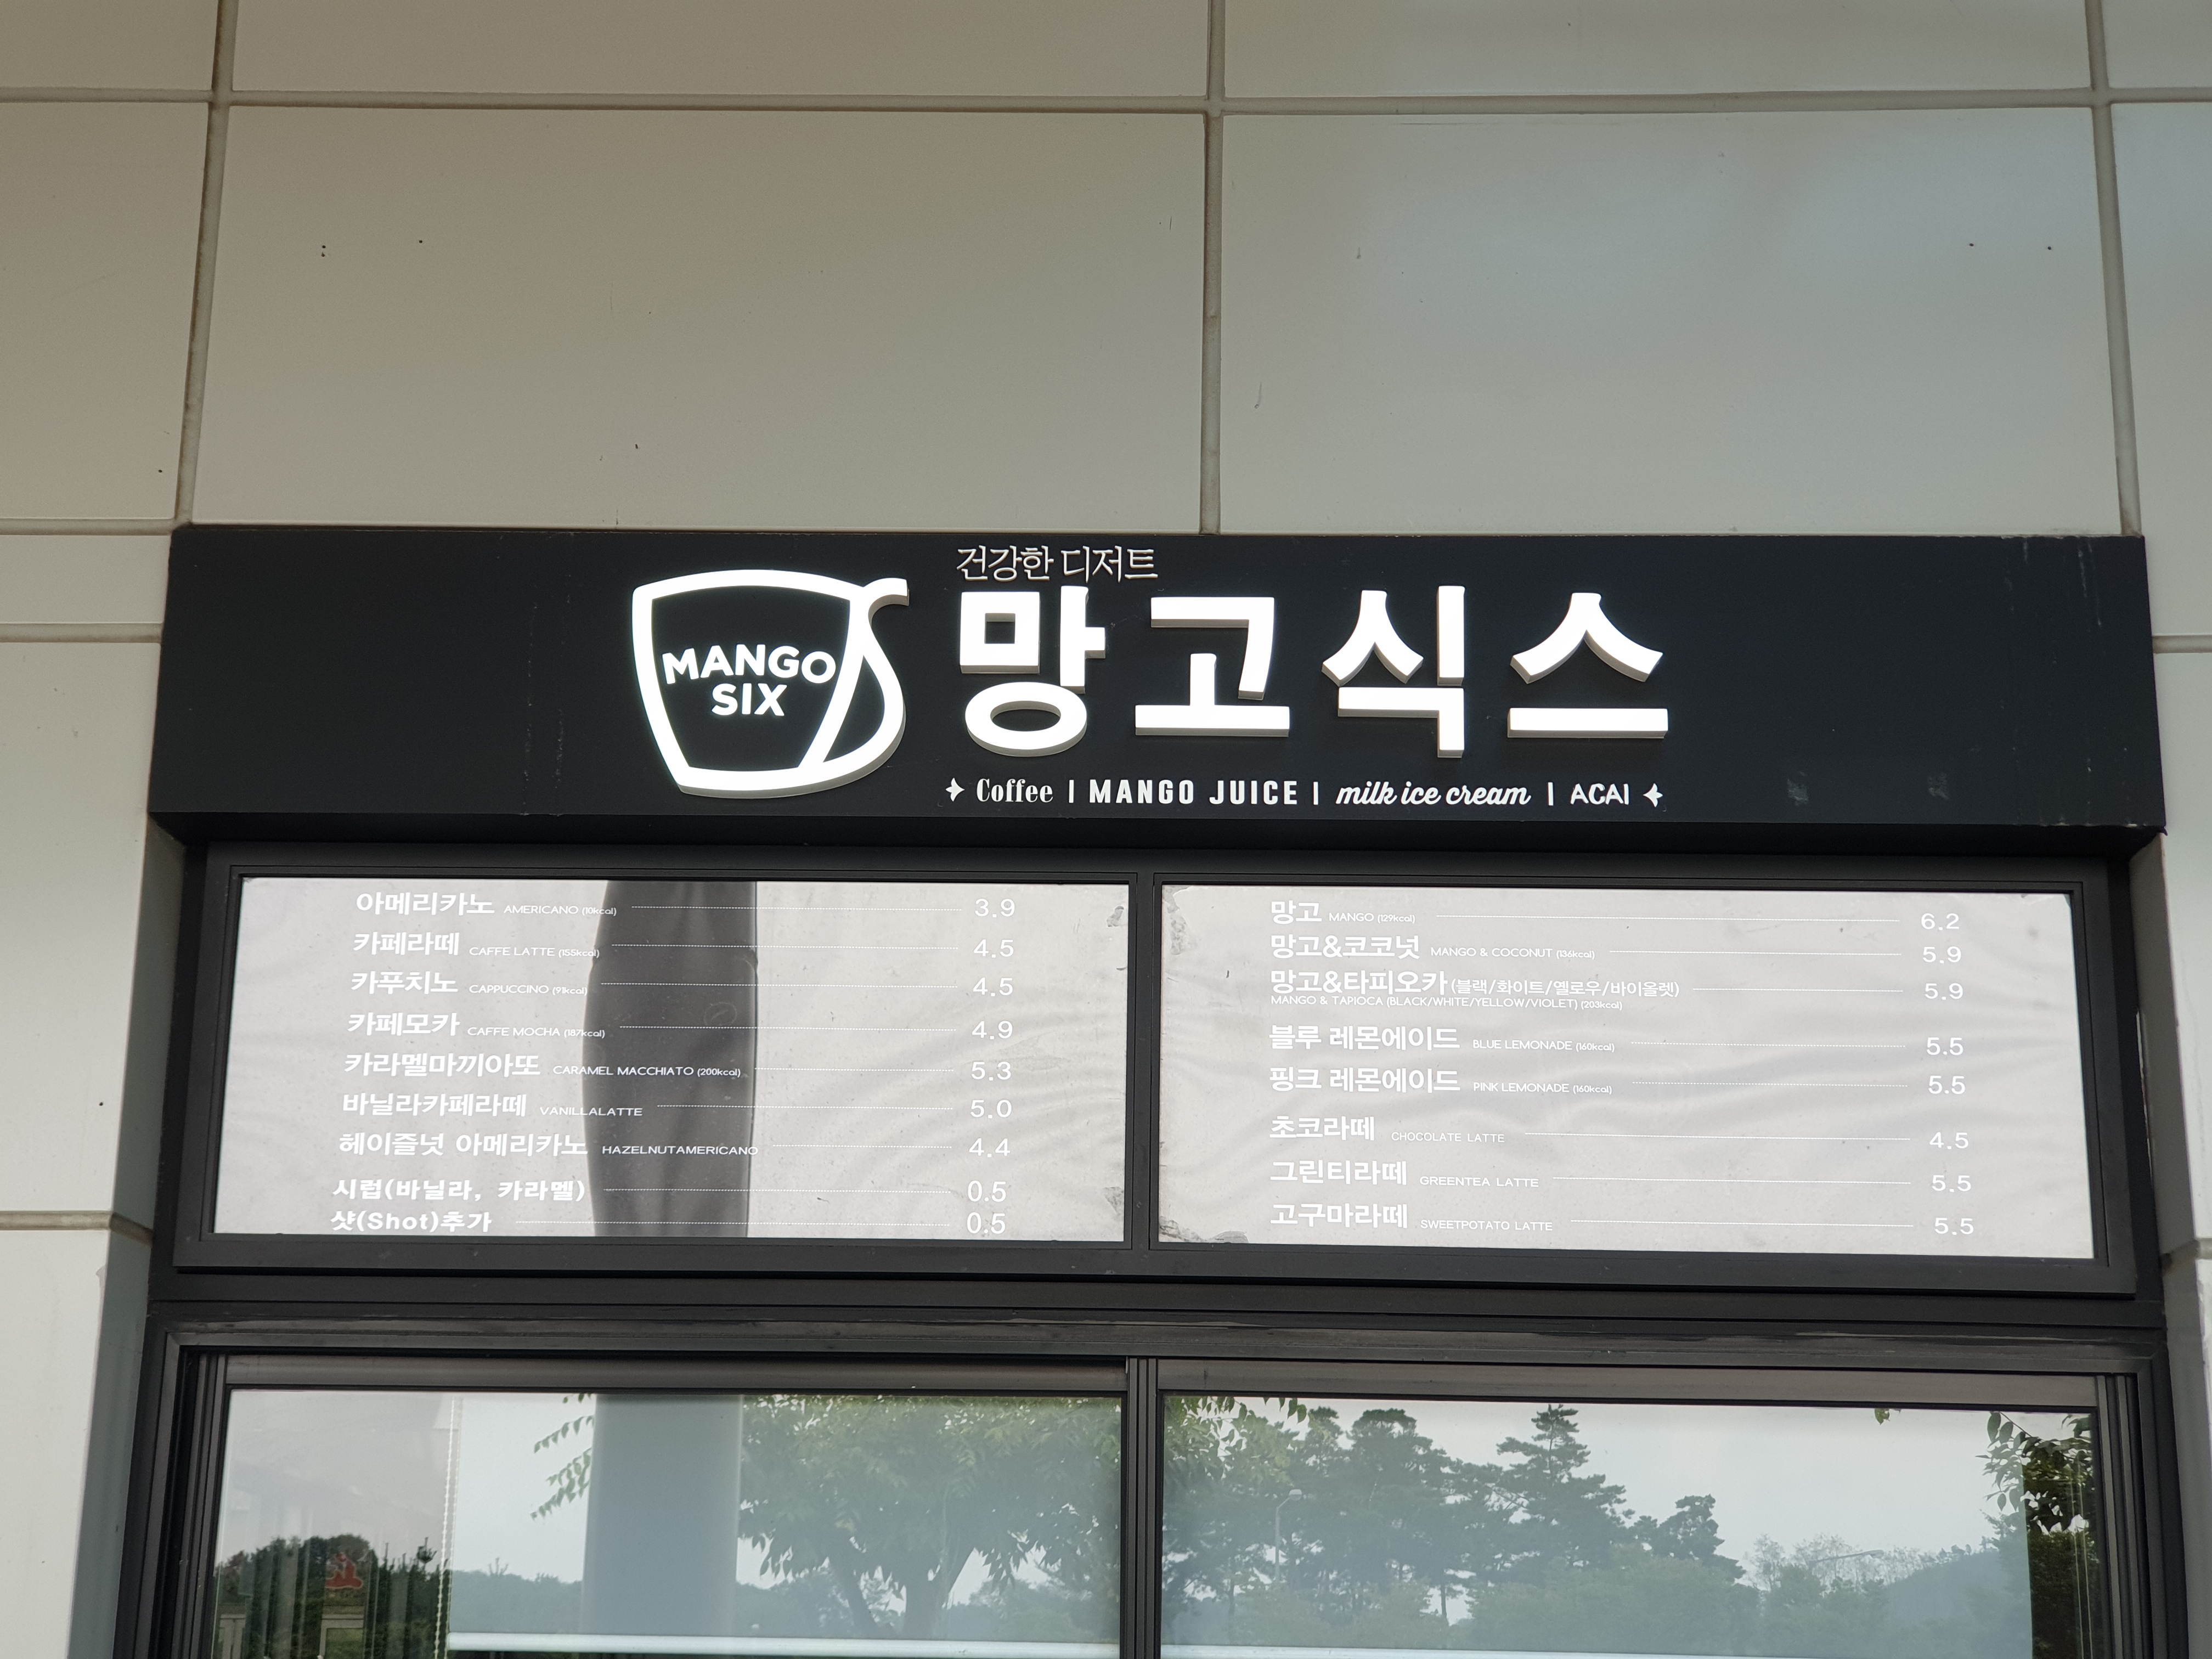 건강한 디저트
MANGO
SIX
망고식스
Coffee | MANGO JUICE | milk ice cream | ACAI
아메리카노 AMERICANO (10kcal) 3.9
카페라떼 CAFFE LATTE (155kcal) 4.5
카푸치노 CAPPUCCINO (91kcal) 4.5
카페모카 CAFFE MOCHA (187kcal) 4.9
카라멜마끼아또 CARAMEL MACCHIATO (200kcal) 5.3
바닐라카페라떼 VANILLALATTE 5.0
헤이즐넛 아메리카노 HAZELNUTAMERICANO 4.4
시럽(바닐라, 카라멜) 0.5
샷(Shot)추가 0.5
망고 MANGO (129kcal) 6.2
망고&코코넛 MANGO & COCONUT (136kcal) 5.9
망고&타피오카 (블랙/화이트/옐로우/바이올렛) 5.9
MANGO & TAPIOCA (BLACK/WHITE/YELLOW/VIOLET) (203kcal)
블루 레몬에이드 BLUE LEMONADE (160kcal) 5.5
핑크 레몬에이드 PINK LEMONADE (160kcal) 5.5
초코라떼 CHOCOLATE LATTE 4.5
그린티라떼 GREENTEA LATTE 5.5
고구마라떼 SWEETPOTATO LATTE 5.5